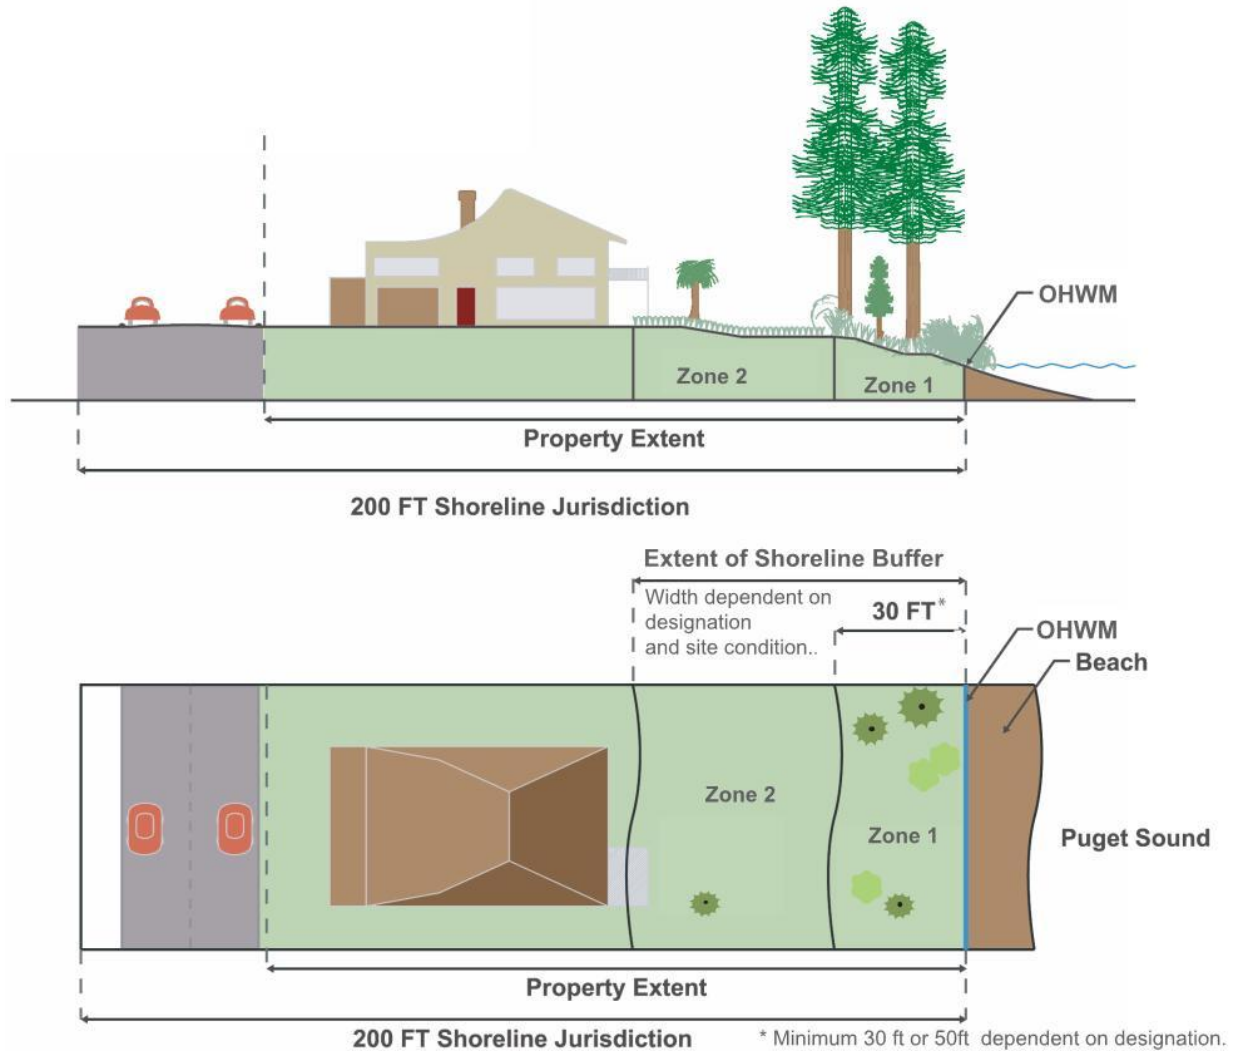 OHWM
Zone 2
Zone 1
Property Extent
200 FT Shoreline Jurisdiction
Extent of Shoreline Buffer
Width dependent on
designation
and site condition..
30 FT*
OHWM
Beach
Zone 2
Zone 1
Puget Sound
Property Extent
200 FT Shoreline Jurisdiction
* Minimum 30 ft or 50ft dependent on designation.